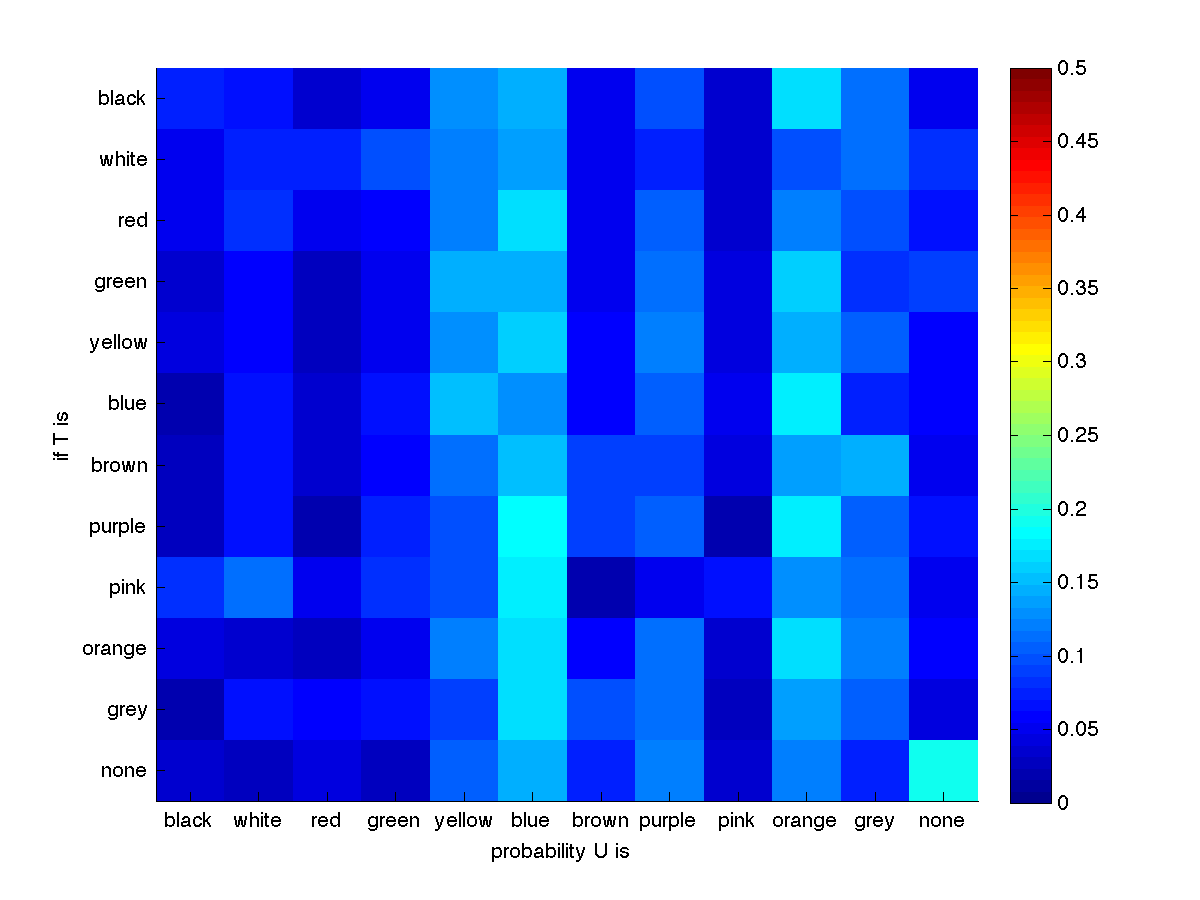 black
white
red
green
yellow
blue
brown
purple
pink
orange
grey
none
if T is
black white red green yellow blue brown purple pink orange grey none
probability U is
0.5
0.45
0.4
0.35
0.3
0.25
0.2
0.15
0.1
0.05
0